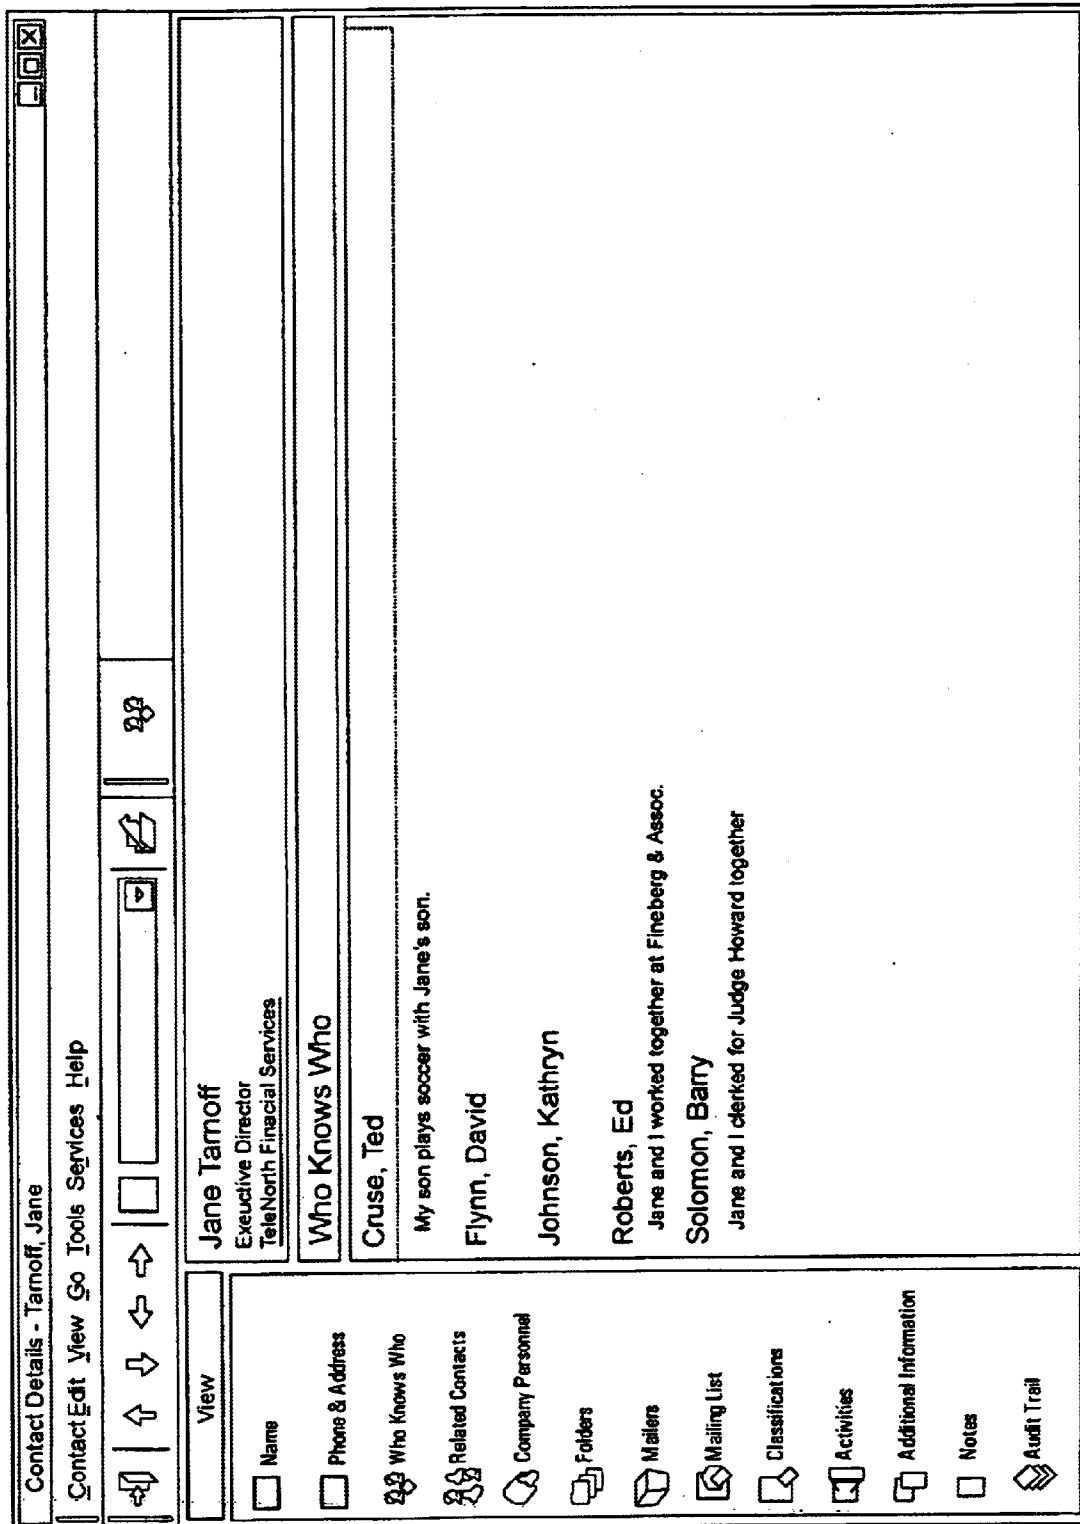 Contact Details - Tarnoff, Jane
Contact Edit View Go Tools Services Help
View
Name
Phone & Address
Who Knows Who
Related Contacts
Company Personnel
Folders
Mailers
Mailing List
Classifications
Activities
Additional Information
Notes
Audit Trail
Jane Tarnoff
Exeuctive Director
TeleNorth Finacial Services
Who Knows Who
Cruse, Ted
My son plays soccer with Jane's son.
Flynn, David
Johnson, Kathryn
Roberts, Ed
Jane and I worked together at Fineberg & Assoc.
Solomon, Barry
Jane and I clerked for Judge Howard together